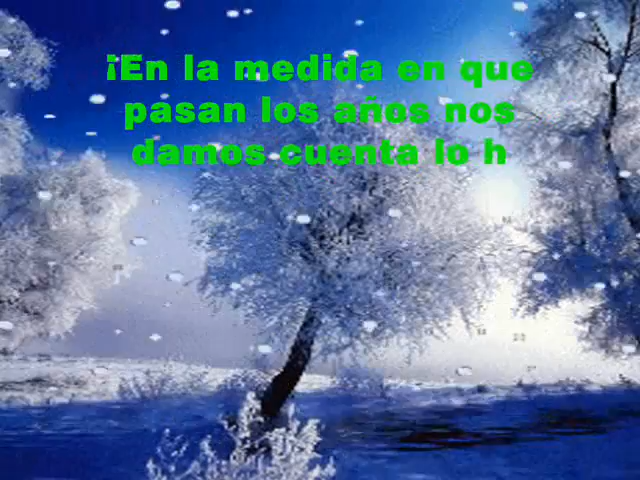 ¡En la medida en que
pasan los años nos
damos cuenta lo h